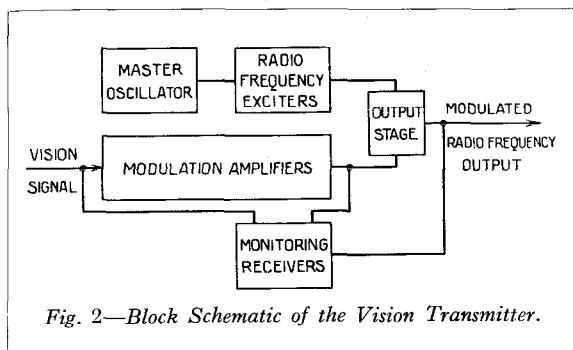 MASTER
OSCILLATOR
RADIO
FREQUENCY
EXCITERS
OUTPUT
STAGE
MODULATED
RADIO FREQUENCY
OUTPUT
VISION
SIGNAL
MODULATION AMPLIFIERS
MONITORING
RECEIVERS
Fig. 2—Block Schematic of the Vision Transmitter.